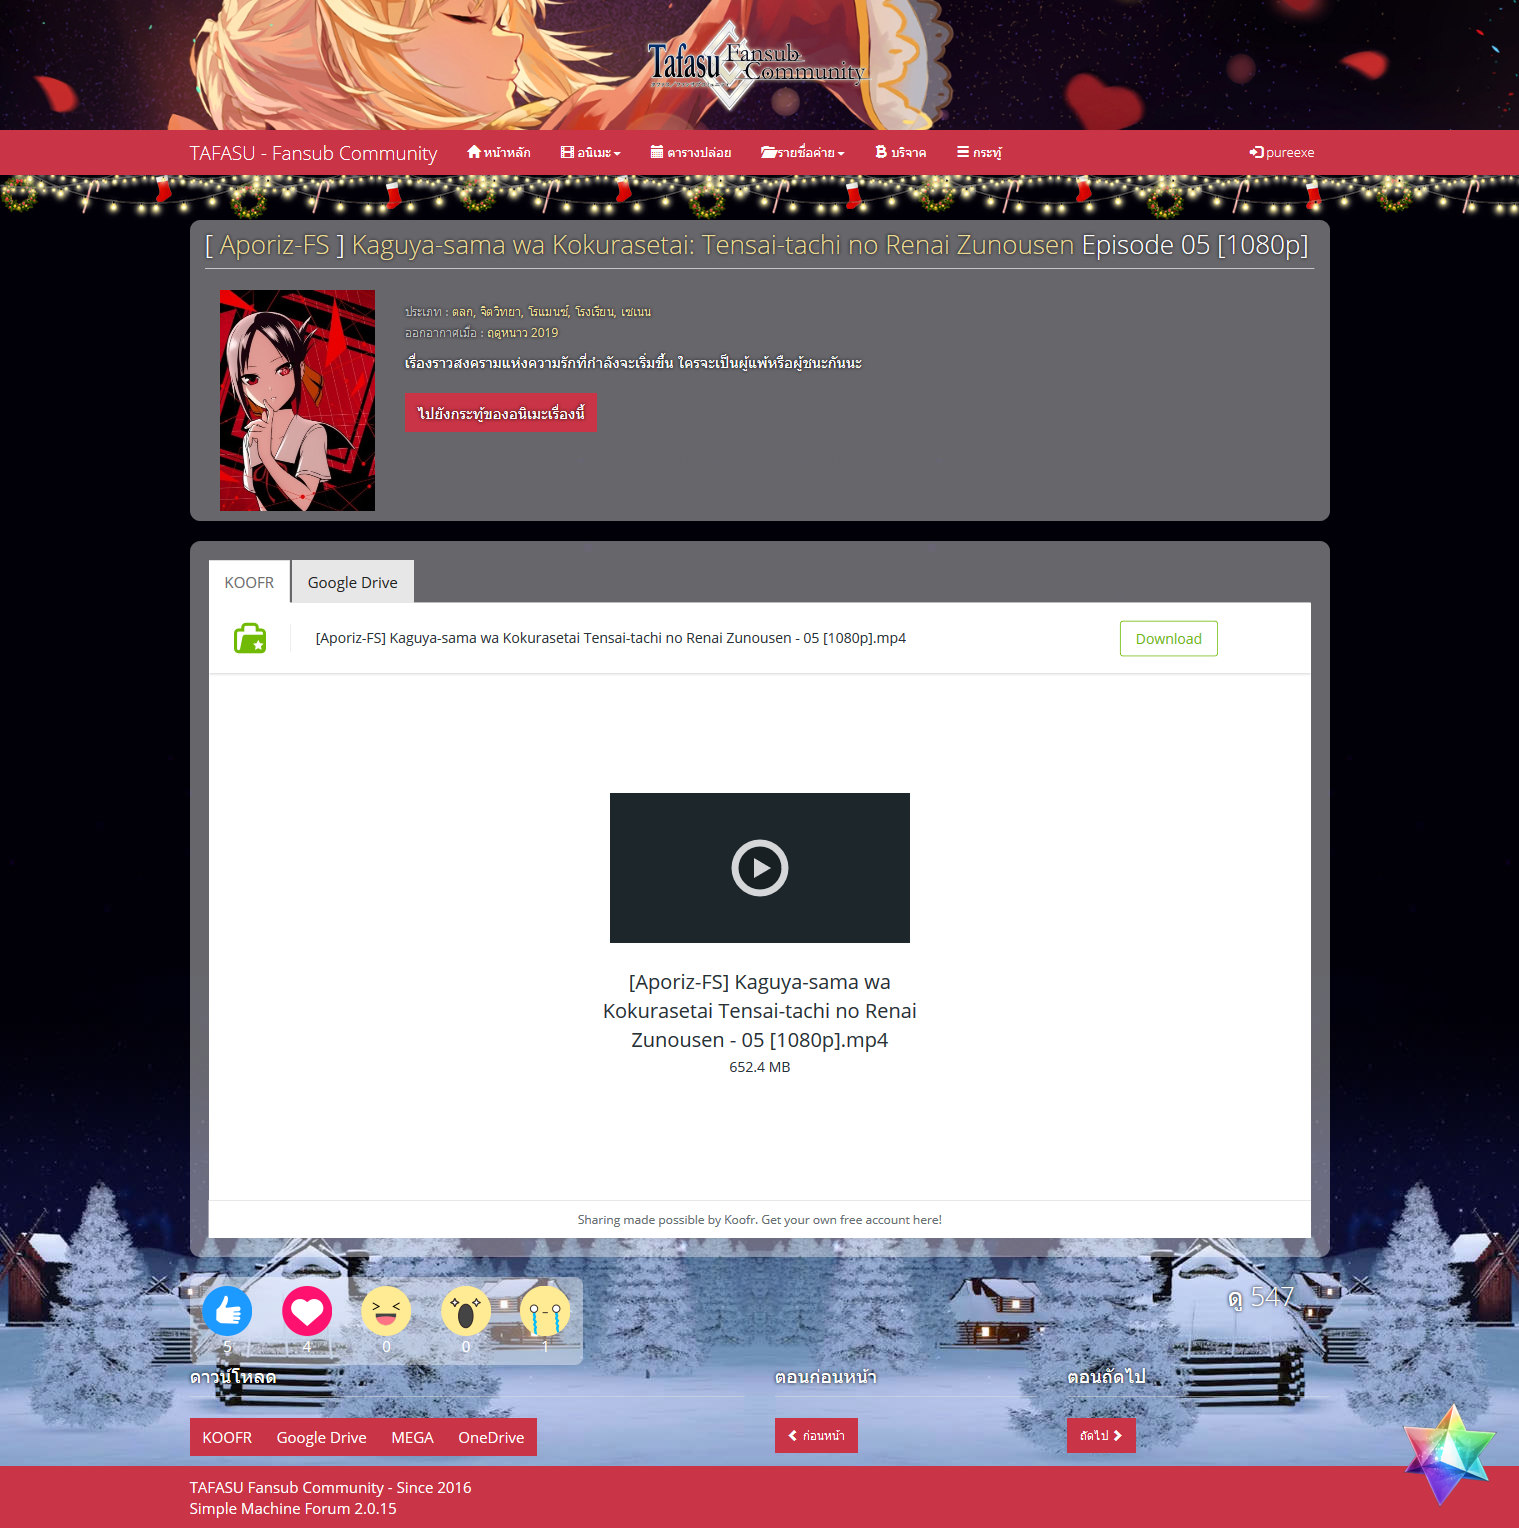 Tafasu Fansub Community
TAFASU - Fansub Community
หน้าหลัก
อนิเมะ
ตารางปล่อย
รายชื่อค่าย
บริจาค
กระทู้
pureexe
[ Aporiz-FS ] Kaguya-sama wa Kokurasetai: Tensai-tachi no Renai Zunousen Episode 05 [1080p]
ประเภท : ตลก, จิตวิทยา, โรแมนซ์, โรงเรียน, เซเนน
ออกอากาศเมื่อ : ฤดูหนาว 2019
เรื่องราวสงครามแห่งความรักที่กำลังจะเริ่มขึ้น ใครจะเป็นผู้แพ้หรือผู้ชนะกันนะ
ไปยังกระทู้ของอนิเมะเรื่องนี้
KOOFR
Google Drive
[Aporiz-FS] Kaguya-sama wa Kokurasetai Tensai-tachi no Renai Zunousen - 05 [1080p].mp4
Download
[Aporiz-FS] Kaguya-sama wa
Kokurasetai Tensai-tachi no Renai
Zunousen - 05 [1080p].mp4
652.4 MB
Sharing made possible by Koofr. Get your own free account here!
5
4
0
0
1
ดู 547
ดาวน์โหลด
ตอนก่อนหน้า
ตอนถัดไป
KOOFR
Google Drive
MEGA
OneDrive
ก่อนหน้า
ถัดไป
TAFASU Fansub Community - Since 2016
Simple Machine Forum 2.0.15